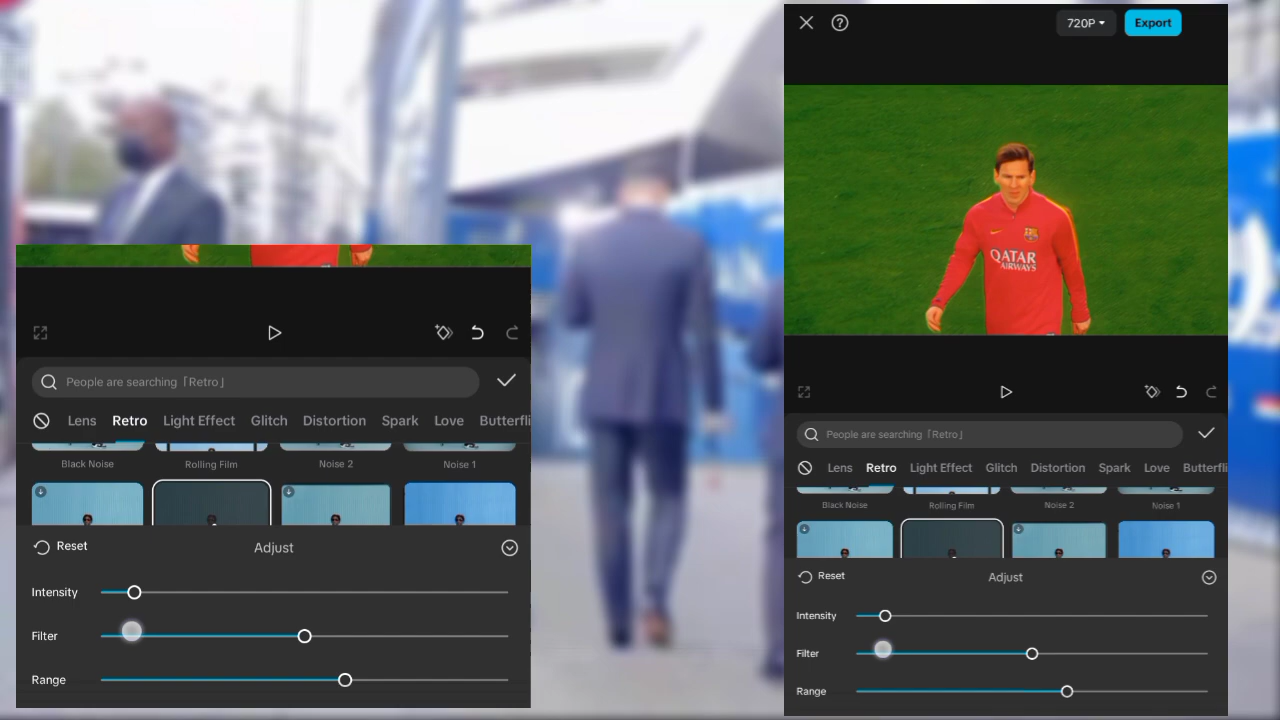 People are searching「Retro」
Lens Retro Light Effect Glitch Distortion Spark Love Butterfli
Black Noise Rolling Film Noise 2 Noise 1
Reset Adjust
Intensity
Filter
Range
720P Export
QATAR
AIRWAYS
People are searching「Retro」
Lens Retro Light Effect Glitch Distortion Spark Love Butterfli
Black Noise Rolling Film Noise 2 Noise 1
Reset Adjust
Intensity
Filter
Range